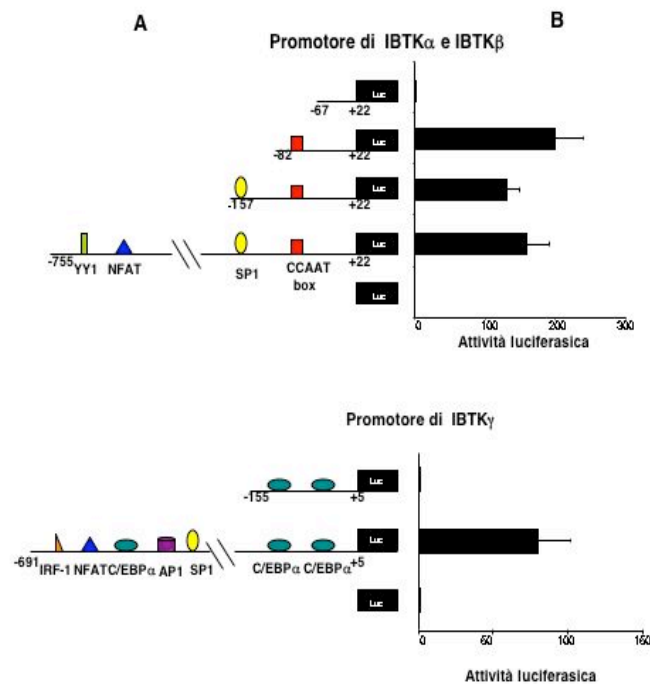 A
B
Promotore di IBTKα e IBTKβ
Luc
-67 +22
Luc
-82 +22
Luc
-157 +22
Luc
-755 YY1 NFAT SP1 CCAAT box +22
Luc
0 100 200 300
Attività luciferasica
Promotore di IBTKγ
Luc
-155 +5
Luc
-691 IRF-1 NFAT C/EBPα AP1 SP1 C/EBPα C/EBPα +5
Luc
0 50 100 160
Attività luciferasica